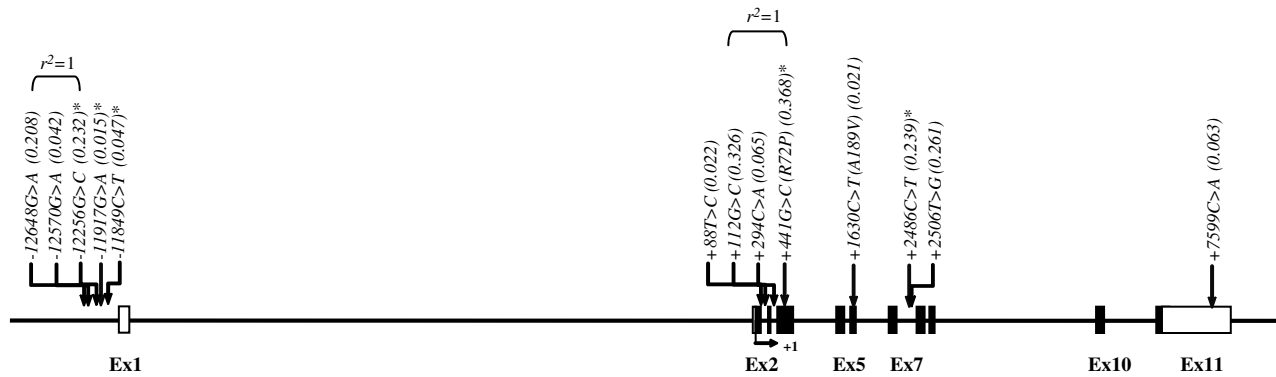 r²=1
r²=1
-12648G>A (0.208)
-12570G>A (0.042)
-12256G>C (0.232)*
-11917G>A (0.015)*
-11849C>T (0.047)*
+88T>C (0.022)
+112G>C (0.326)
+294C>A (0.065)
+441G>C (R72P) (0.368)*
+1630C>T (A189V) (0.021)
+2486C>T (0.239)*
+2506T>G (0.261)
+7599C>A (0.063)
+1
Ex1
Ex2
Ex5
Ex7
Ex10
Ex11